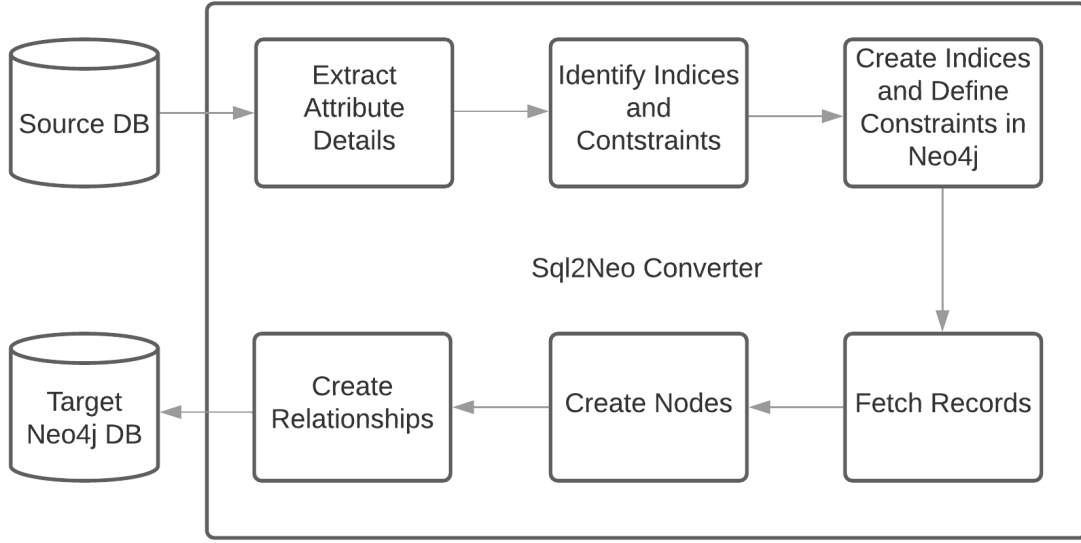 Source DB
Extract
Attribute
Details
Identify Indices
and
Contstraints
Create Indices
and Define
Constraints in
Neo4j
Sql2Neo Converter
Target
Neo4j DB
Create
Relationships
Create Nodes
Fetch Records